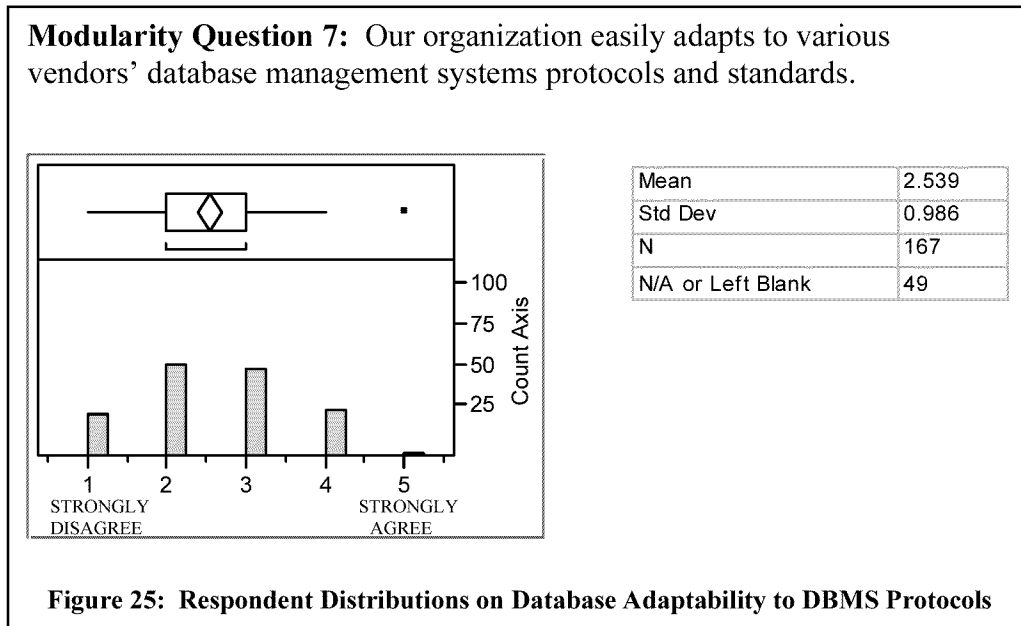 Modularity Question 7: Our organization easily adapts to various
vendors' database management systems protocols and standards.
Mean 2.539
Std Dev 0.986
N 167
N/A or Left Blank 49
100
75
50
25
Count Axis
1 2 3 4 5
STRONGLY DISAGREE
STRONGLY AGREE
Figure 25: Respondent Distributions on Database Adaptability to DBMS Protocols